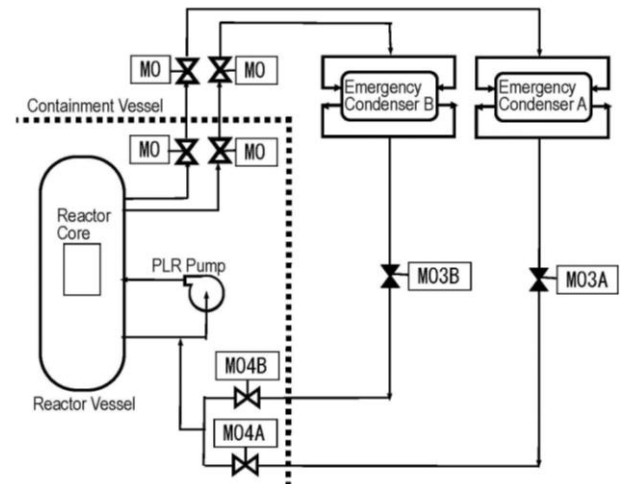 MO
MO
Containment Vessel
MO
MO
Emergency
Condenser B
Emergency
Condenser A
Reactor
Core
PLR Pump
MO3B
MO3A
MO4B
Reactor Vessel
MO4A